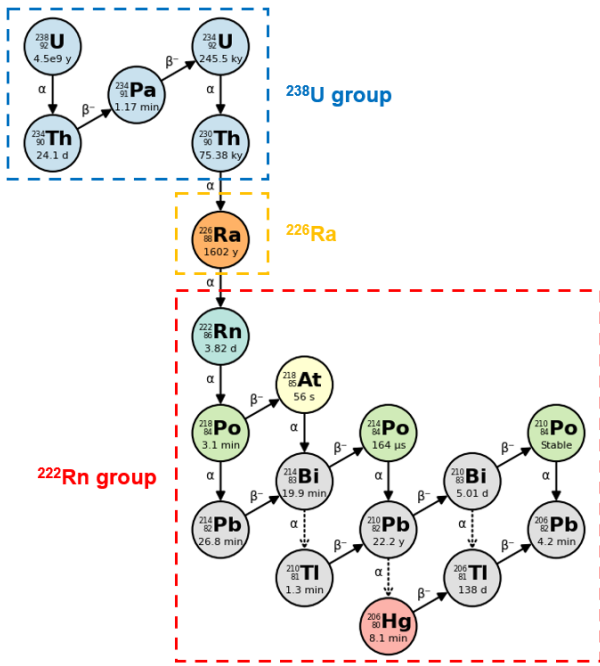 238 92 U 4.5e9 y
234 92 U 245.5 ky
α
β⁻
234 91 Pa 1.17 min
β⁻
α
²³⁸U group
234 90 Th 24.1 d
230 90 Th 75.38 ky
α
226 88 Ra 1602 y
²²⁶Ra
α
222 86 Rn 3.82 d
α
β⁻
218 85 At 56 s
218 84 Po 3.1 min
α
β⁻
214 84 Po 164 µs
β⁻
210 84 Po Stable
²²²Rn group
α
β⁻
214 83 Bi 19.9 min
α
β⁻
210 83 Bi 5.01 d
α
214 82 Pb 26.8 min
α
β⁻
210 82 Pb 22.2 y
α
β⁻
206 82 Pb 4.2 min
210 81 Tl 1.3 min
α
β⁻
206 81 Tl 138 d
206 80 Hg 8.1 min